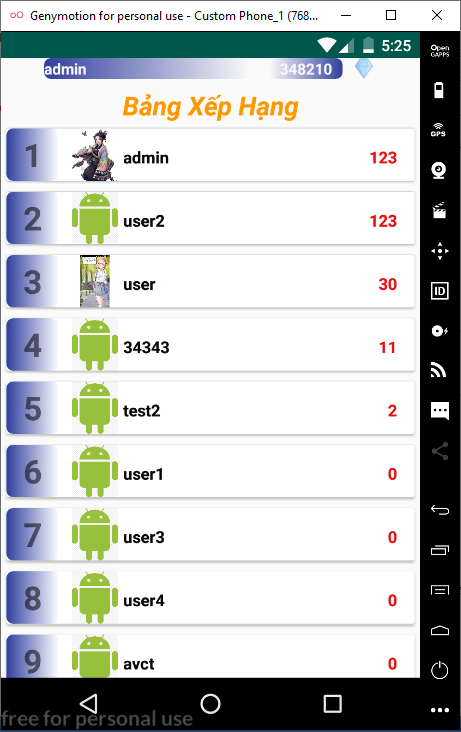 Genymotion for personal use - Custom Phone_1 (768...
5:25
admin 348210
Bảng Xếp Hạng
1 admin 123
2 user2 123
3 user 30
4 34343 11
5 test2 2
6 user1 0
7 user3 0
8 user4 0
9 avct 0
free for personal use
Open
GAPPS
GPS
ID